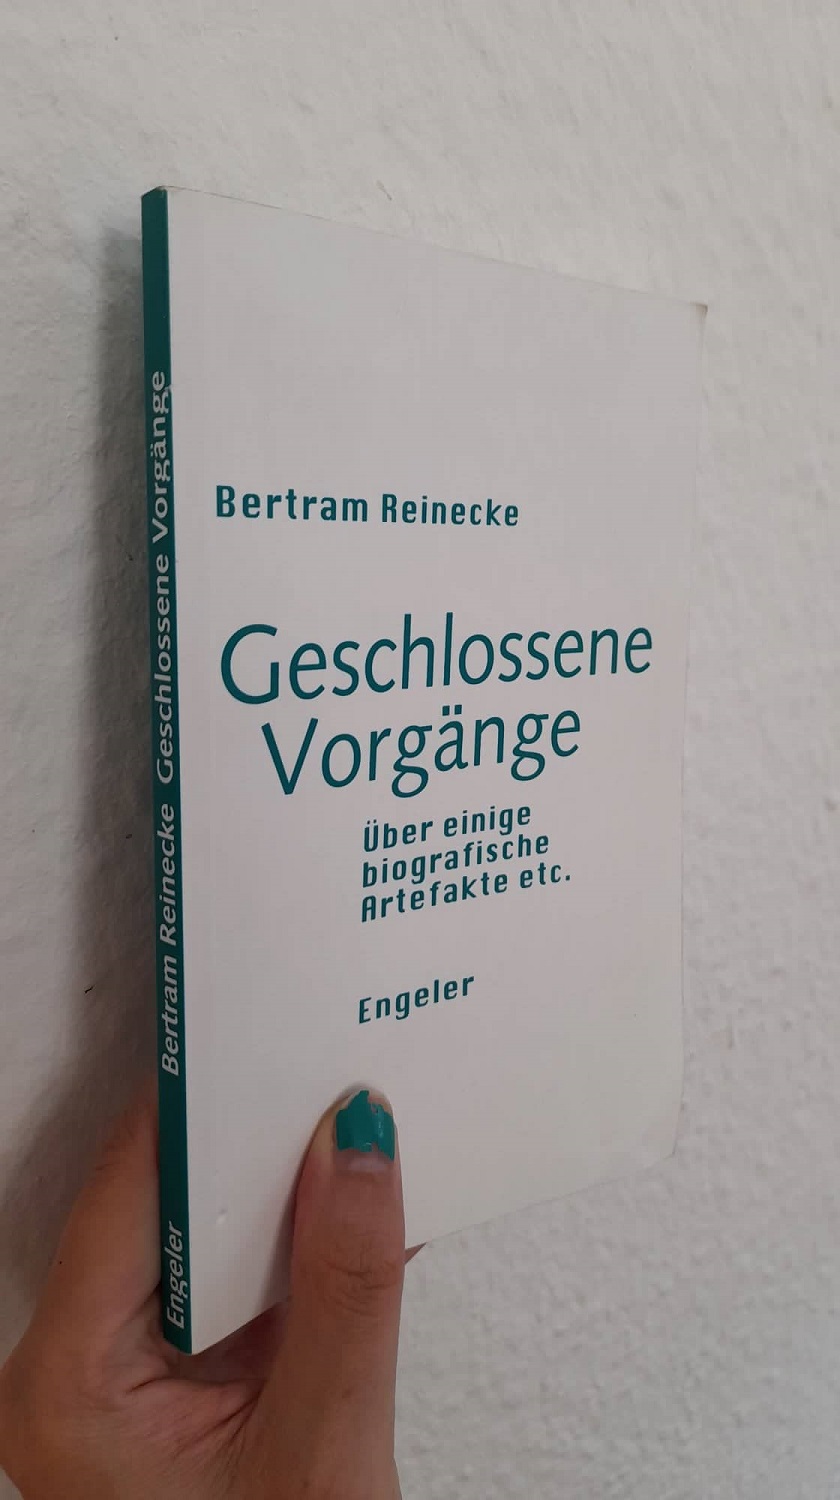 Bertram Reinecke
Geschlossene
Vorgänge
Über einige
biografische
Artefakte etc.
Engeler
Bertram Reinecke Geschlossene Vorgänge
Engeler